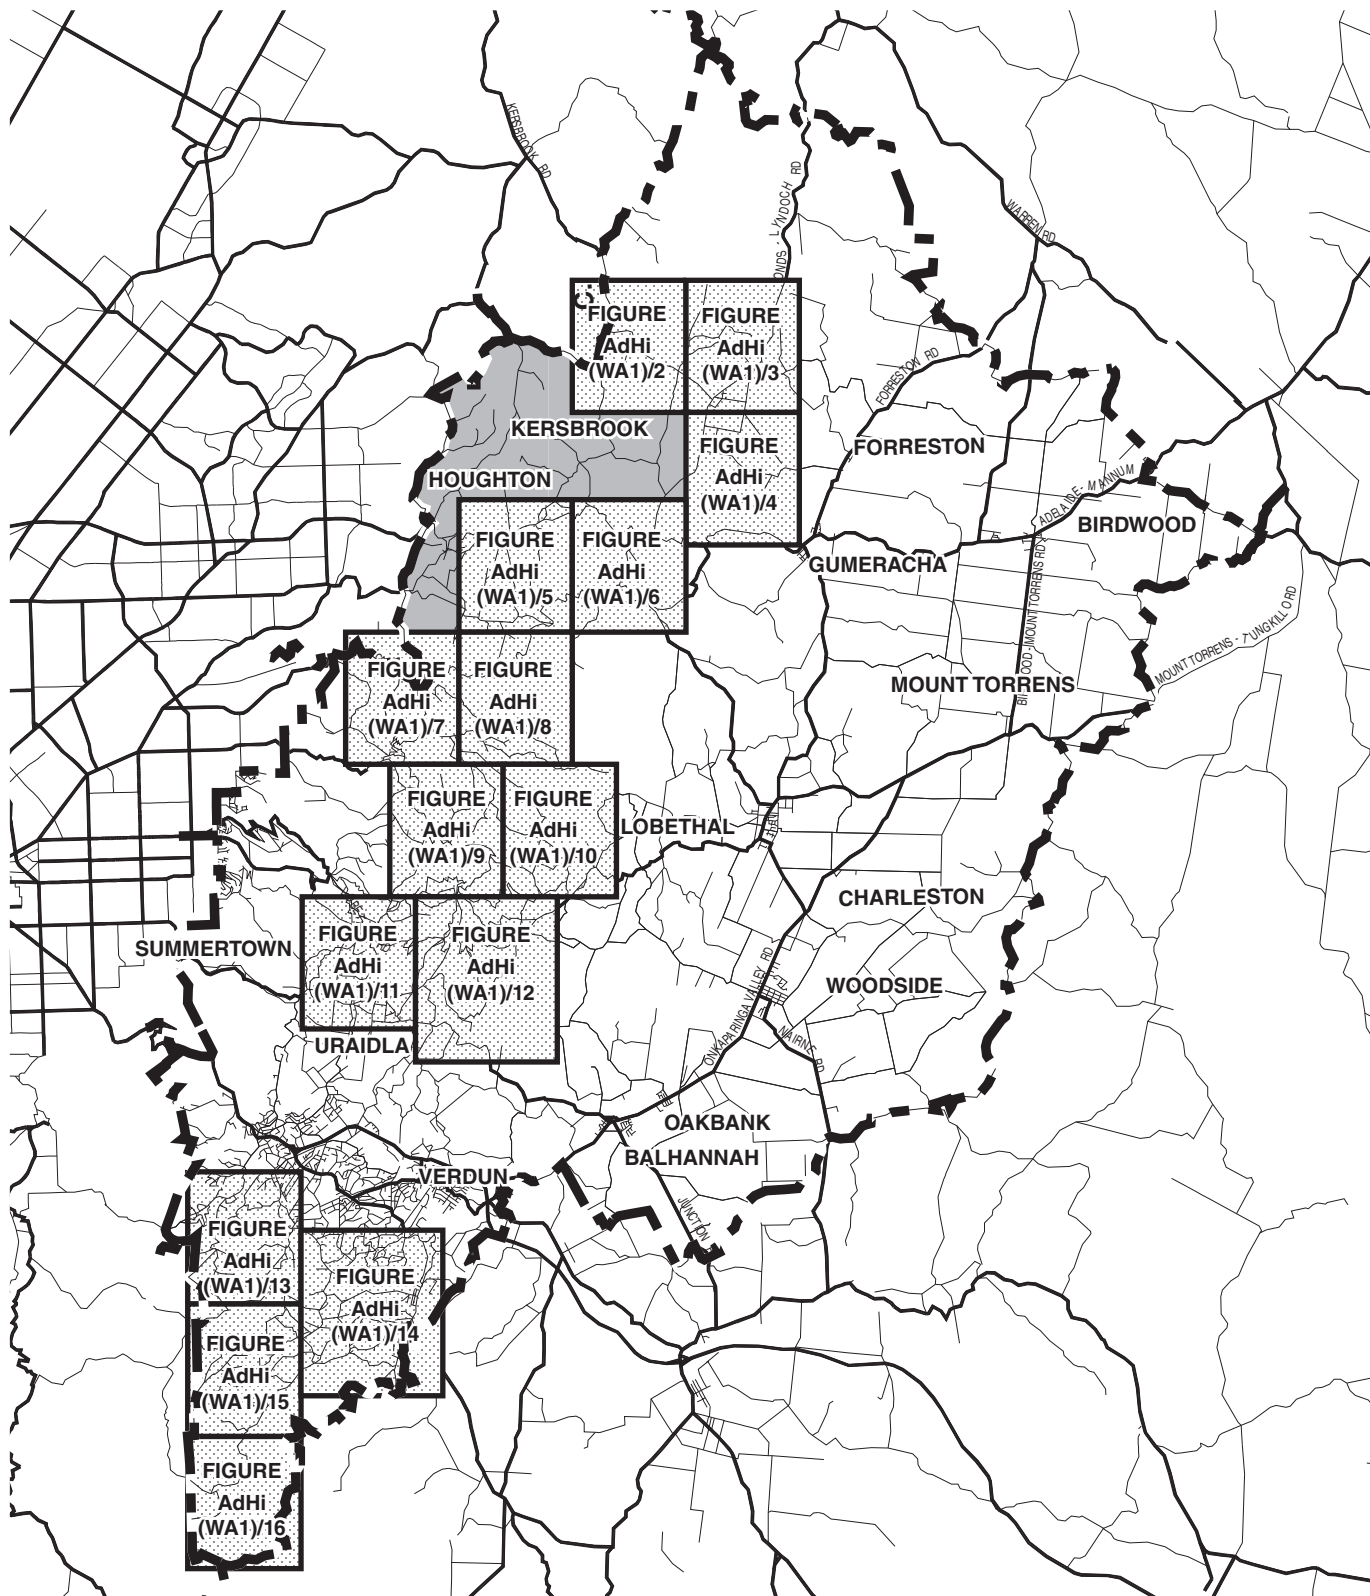 KERSBROOK RD
ONDS - LYNDOCH RD
WARREN RD
FIGURE
AdHi
(WA1)/2
FIGURE
AdHi
(WA1)/3
FORRESTON RD
KERSBROOK
FIGURE
AdHi
(WA1)/4
FORRESTON
HOUGHTON
ADELAIDE - MANNUM
BIRDWOOD
FIGURE
AdHi
(WA1)/5
FIGURE
AdHi
(WA1)/6
GUMERACHA
MOUNT TORRENS - TUNGKILLO RD
FIGURE
AdHi
(WA1)/7
FIGURE
AdHi
(WA1)/8
MOUNT TORRENS
FIGURE
AdHi
(WA1)/9
FIGURE
AdHi
(WA1)/10
LOBETHAL
CHARLESTON
SUMMERTOWN
FIGURE
AdHi
(WA1)/11
FIGURE
AdHi
(WA1)/12
ONKAPARINGA VALLEY RD
WOODSIDE
URAIDLA
NAIRNE RD
OAKBANK
BALHANNAH
VERDUN
JUNCTION
FIGURE
AdHi
(WA1)/13
FIGURE
AdHi
(WA1)/14
FIGURE
AdHi
(WA1)/15
FIGURE
AdHi
(WA1)/16